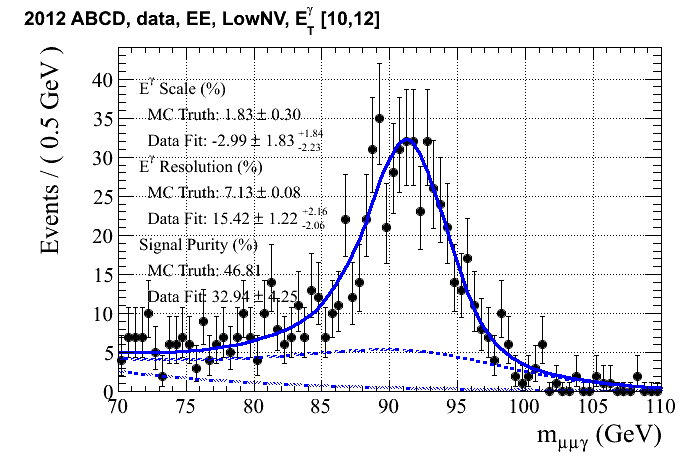 2012 ABCD, data, EE, LowNV, E_T^γ [10,12]
Events / ( 0.5 GeV )
40
35
30
25
20
15
10
5
0
E^γ Scale (%)
MC Truth: 1.83 ± 0.30
Data Fit: -2.99 ± 1.83 +1.84 -2.23
E^γ Resolution (%)
MC Truth: 7.13 ± 0.08
Data Fit: 15.42 ± 1.22 +2.16 -2.06
Signal Purity (%)
MC Truth: 46.81
Data Fit: 32.94 ± 4.25
70 75 80 85 90 95 100 105 110
m_μμγ (GeV)